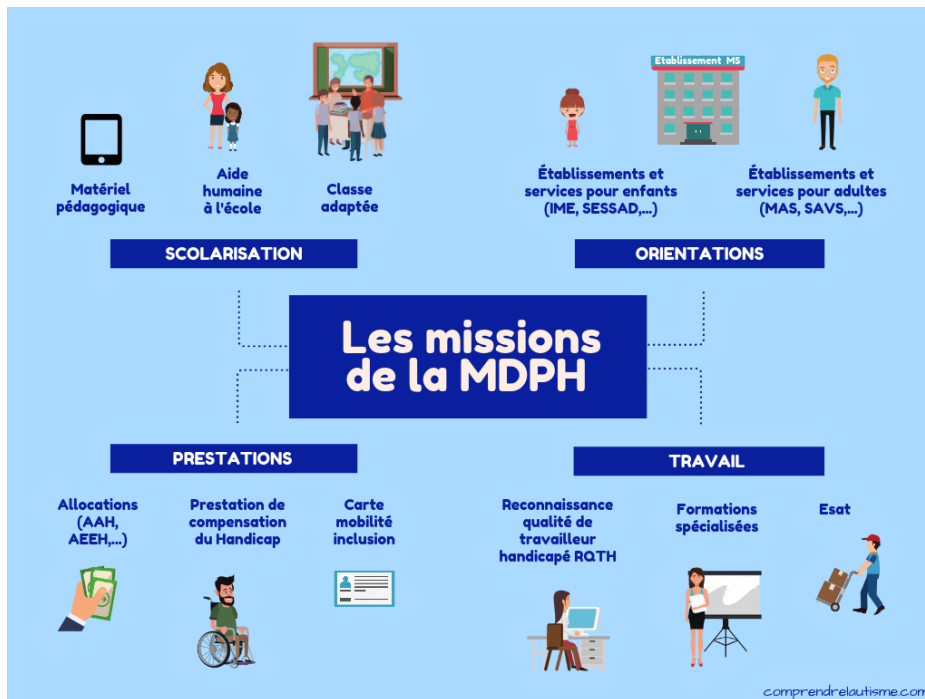 Etablissement MS
Matériel
pédagogique
Aide
humaine
à l'école
Classe
adaptée
Établissements et
services pour enfants
(IME, SESSAD,...)
Établissements et
services pour adultes
(MAS, SAVS,...)
SCOLARISATION
ORIENTATIONS
Les missions
de la MDPH
PRESTATIONS
TRAVAIL
Allocations
(AAH,
AEEH,...)
Prestation de
compensation
du Handicap
Carte
mobilité
inclusion
Reconnaissance
qualité de
travailleur
handicapé RQTH
Formations
spécialisées
Esat
comprendrelautisme.com